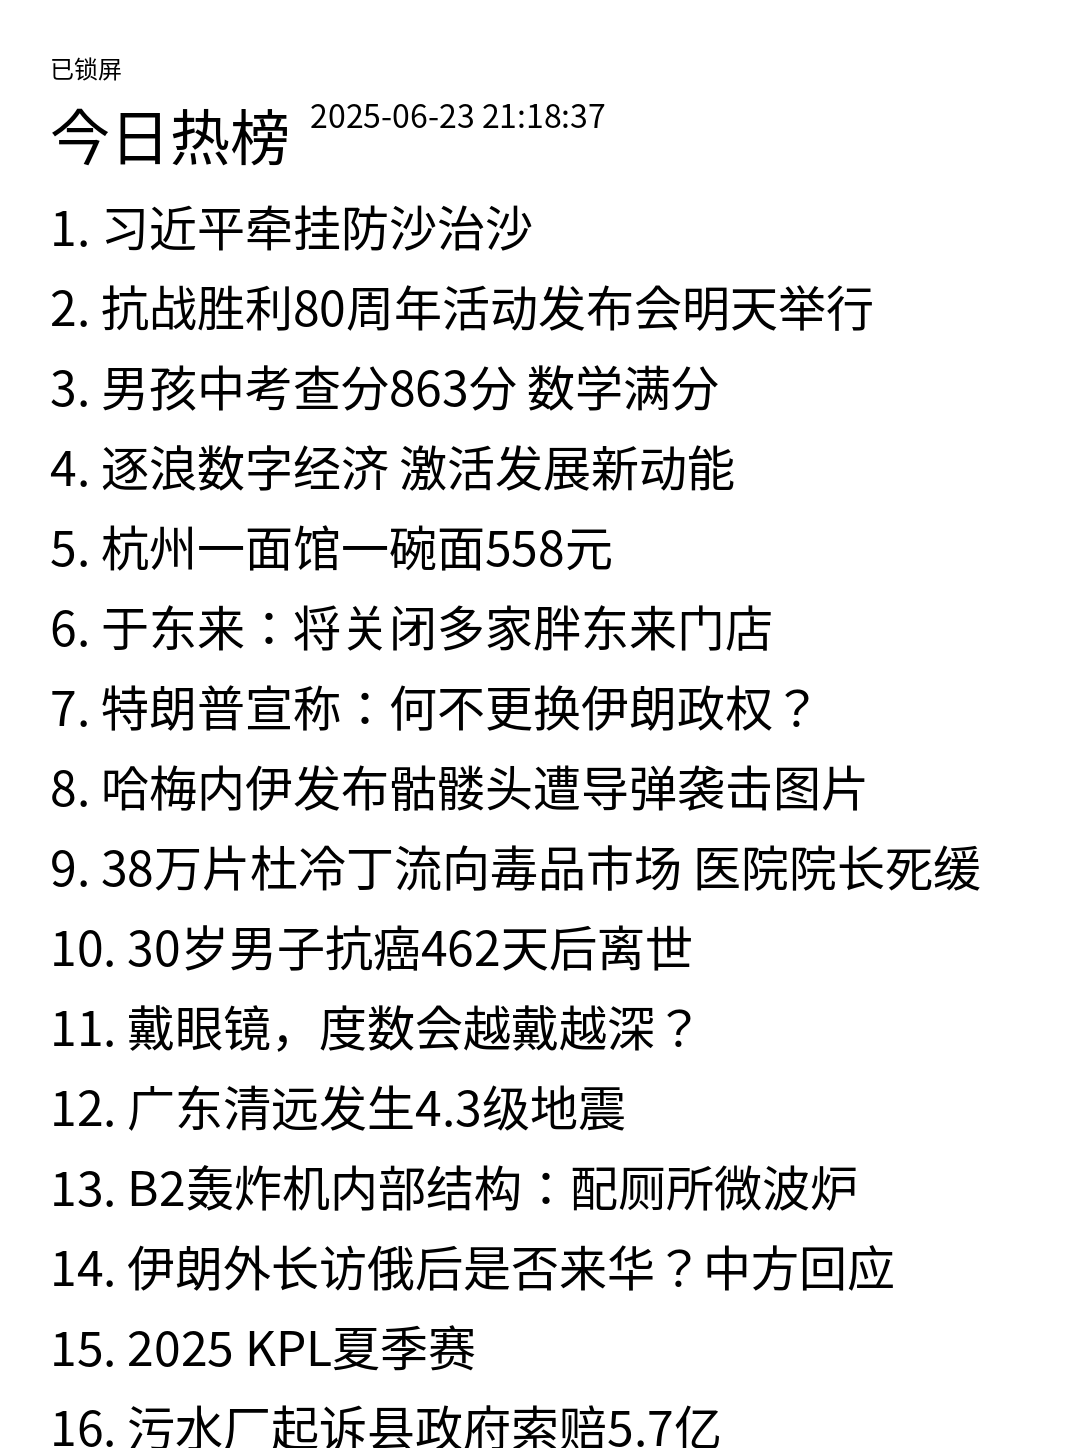 已锁屏
今日热榜 2025-06-23 21:18:37
1. 习近平牵挂防沙治沙
2. 抗战胜利80周年活动发布会明天举行
3. 男孩中考查分863分 数学满分
4. 逐浪数字经济 激活发展新动能
5. 杭州一面馆一碗面558元
6. 于东来：将关闭多家胖东来门店
7. 特朗普宣称：何不更换伊朗政权？
8. 哈梅内伊发布骷髅头遭导弹袭击图片
9. 38万片杜冷丁流向毒品市场 医院院长死缓
10. 30岁男子抗癌462天后离世
11. 戴眼镜，度数会越戴越深？
12. 广东清远发生4.3级地震
13. B2轰炸机内部结构：配厕所微波炉
14. 伊朗外长访俄后是否来华？中方回应
15. 2025 KPL夏季赛
16. 污水厂起诉县政府索赔5.7亿